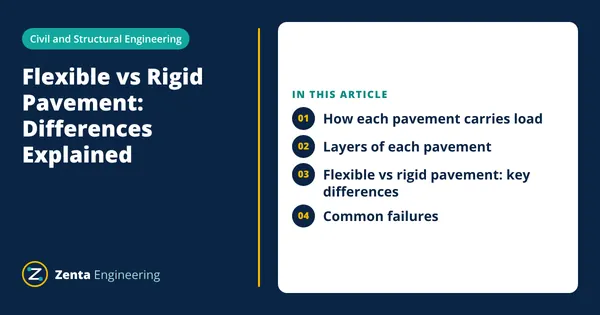 Civil and Structural Engineering
Flexible vs Rigid
Pavement:
Differences
Explained
Zenta Engineering
IN THIS ARTICLE
01 How each pavement carries load
02 Layers of each pavement
03 Flexible vs rigid pavement: key
differences
04 Common failures